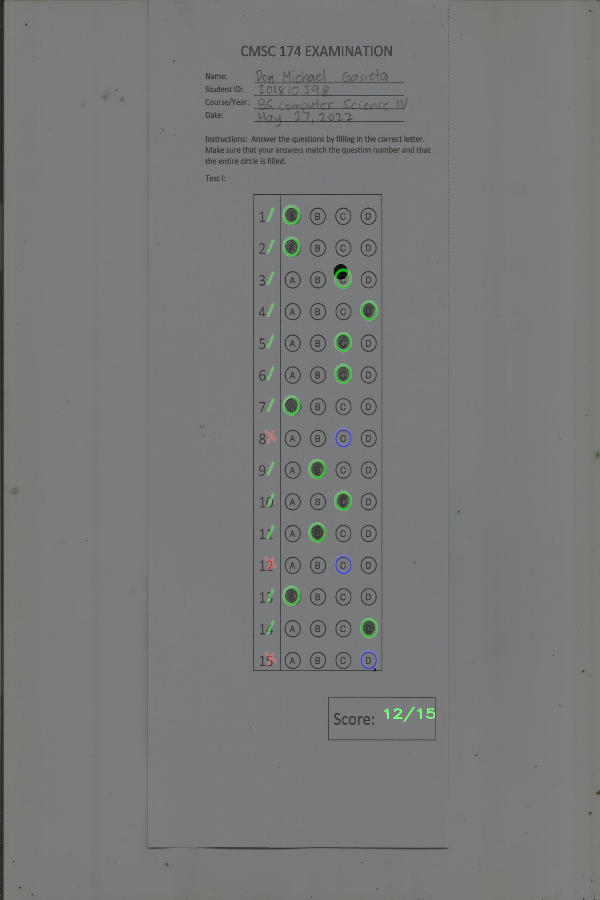 CMSC 174 EXAMINATION
Name: Don Michael Gavieta
Student ID: 201810398
Course/Year: BS Computer Science IV
Date: May 27, 2022
Instructions: Answer the questions by filling in the correct letter.
Make sure that your answers match the question number and that
the entire circle is filled.
Test I:
1 A B C D
2 A B C D
3 A B C D
4 A B C D
5 A B C D
6 A B C D
7 A B C D
8 A B C D
9 A B C D
10 A B C D
11 A B C D
12 A B C D
13 A B C D
14 A B C D
15 A B C D
Score: 12/15